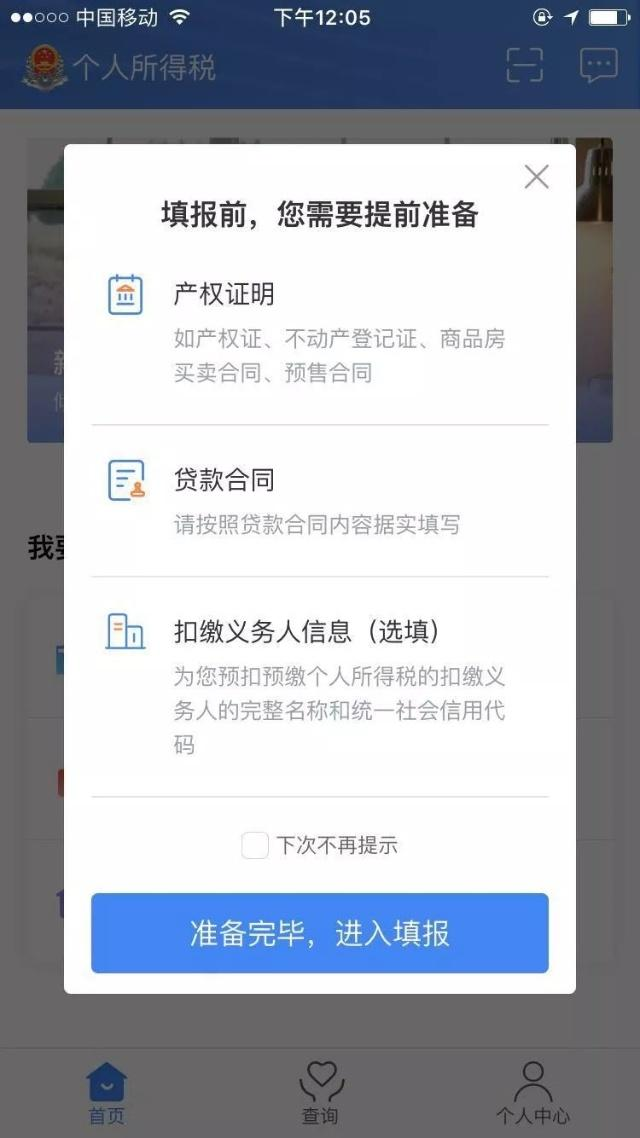 中国移动
下午12:05
个人所得税
填报前，您需要提前准备
产权证明
如产权证、不动产登记证、商品房
买卖合同、预售合同
我要
贷款合同
请按照贷款合同内容据实填写
扣缴义务人信息（选填）
为您预扣预缴个人所得税的扣缴义
务人的完整名称和统一社会信用代
码
下次不再提示
准备完毕，进入填报
首页
查询
个人中心